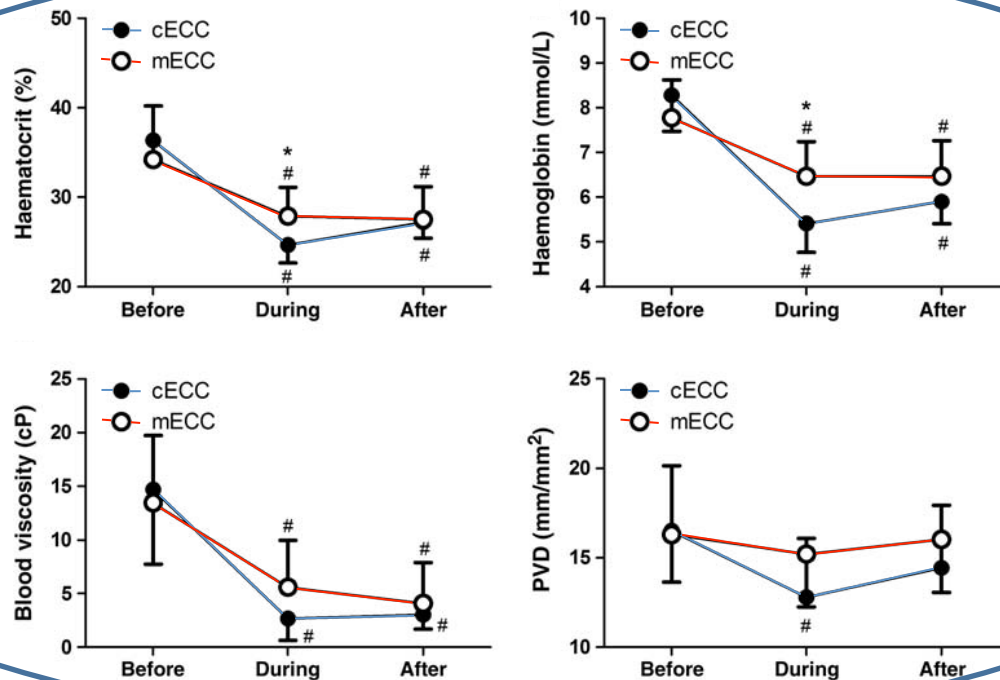 Haematocrit (%)
50
40
30
20
cECC
mECC
*
#
#
#
#
Before During After
Haemoglobin (mmol/L)
10
9
8
7
6
5
4
cECC
mECC
*
#
#
#
#
Before During After
Blood viscosity (cP)
25
20
15
10
5
0
cECC
mECC
#
#
#
#
Before During After
PVD (mm/mm²)
25
20
15
10
cECC
mECC
#
Before During After